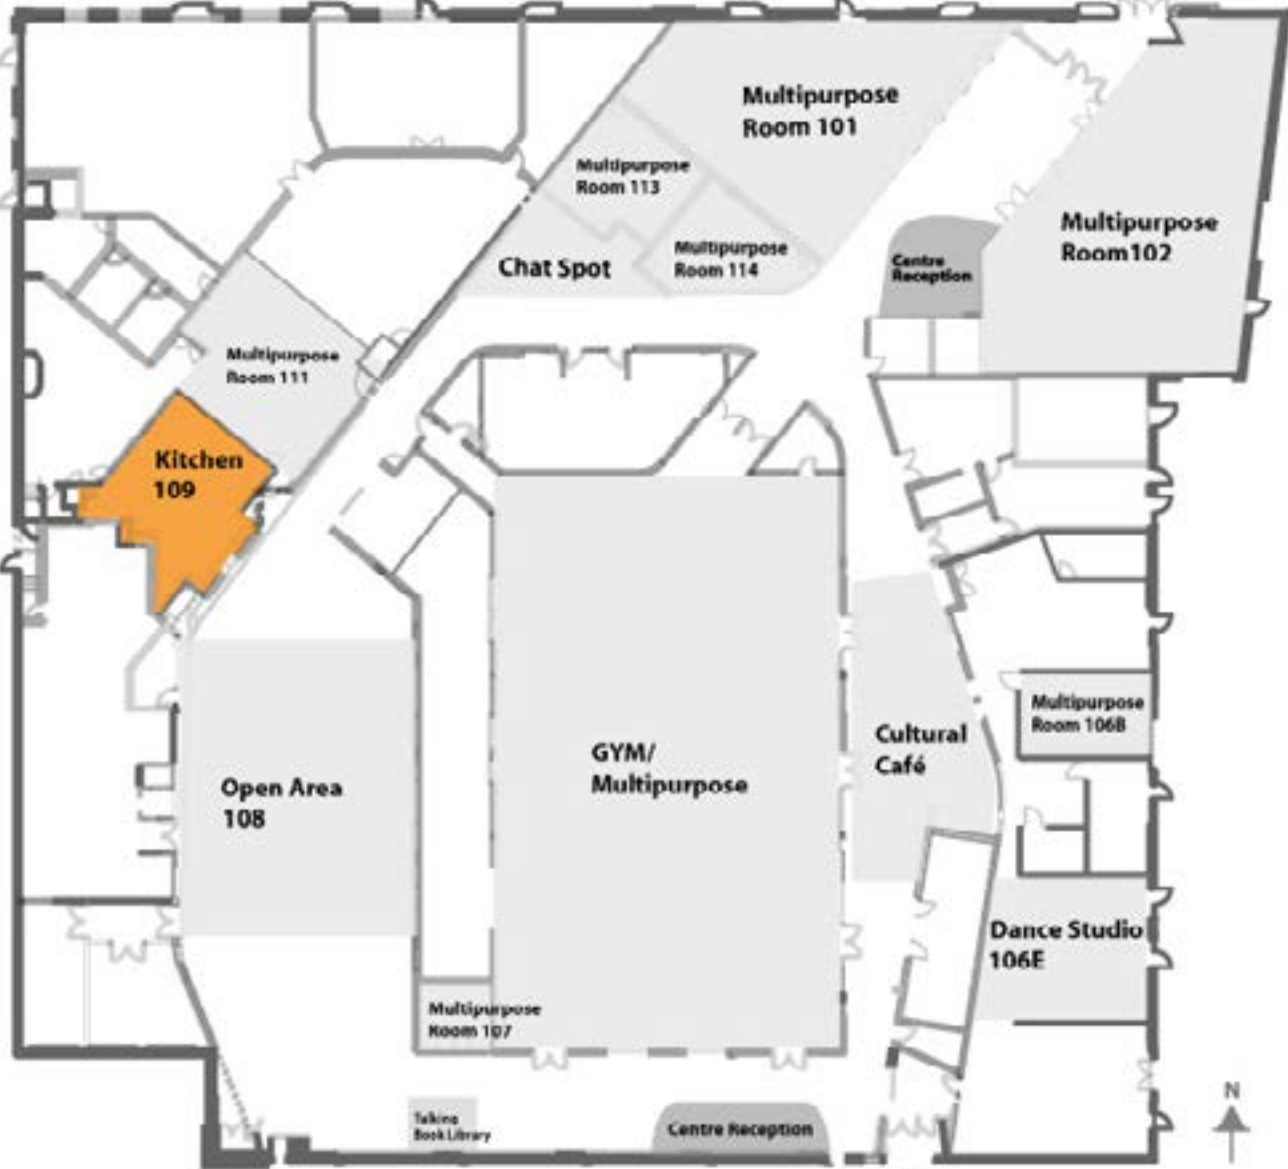 Multipurpose
Room 101
Multipurpose
Room 113
Multipurpose
Room 114
Chat Spot
Centre
Reception
Multipurpose
Room102
Multipurpose
Room 111
Kitchen
109
Open Area
108
GYM/
Multipurpose
Cultural
Café
Multipurpose
Room 106B
Dance Studio
106E
Multipurpose
Room 107
Talking
Book Library
Centre Reception
N